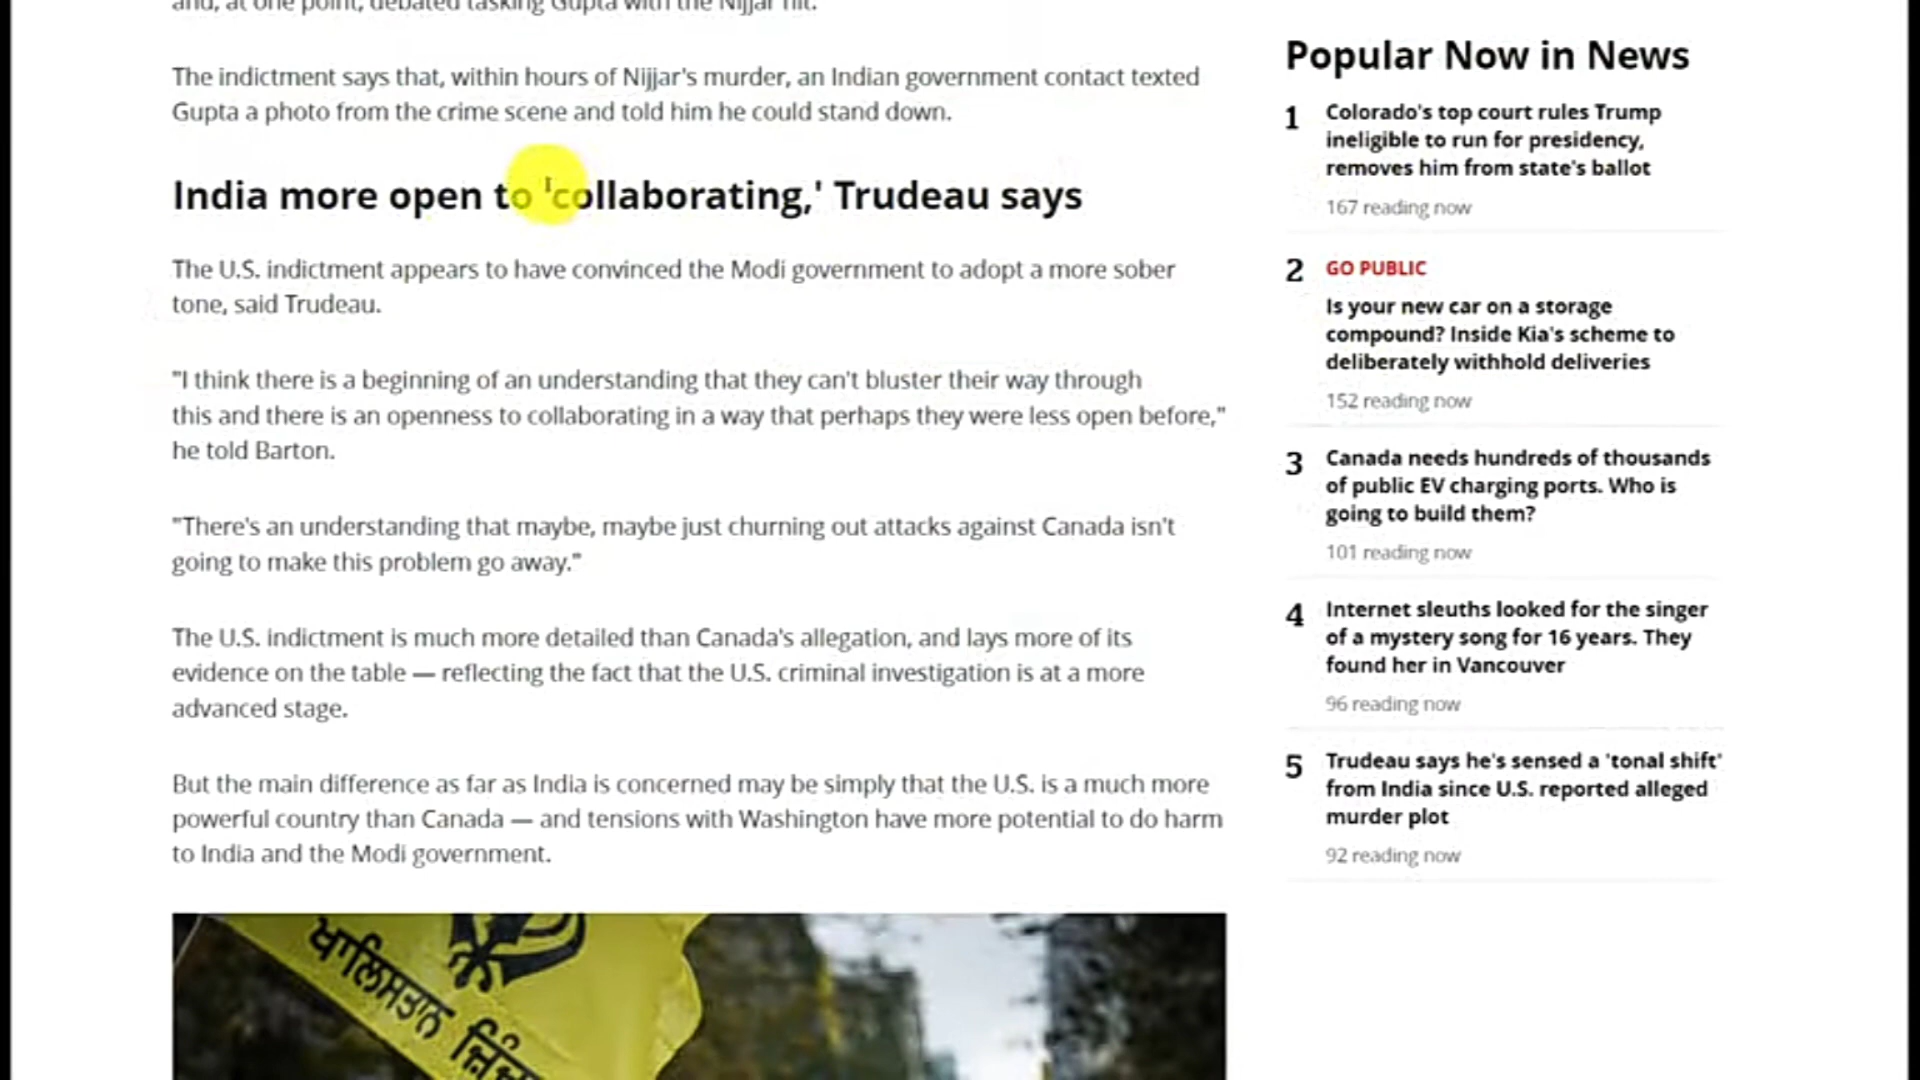 and, at one point, debated tasking Gupta with the Nijjar hit.
The indictment says that, within hours of Nijjar's murder, an Indian government contact texted
Gupta a photo from the crime scene and told him he could stand down.
India more open to 'collaborating,' Trudeau says
The U.S. indictment appears to have convinced the Modi government to adopt a more sober
tone, said Trudeau.
"I think there is a beginning of an understanding that they can't bluster their way through
this and there is an openness to collaborating in a way that perhaps they were less open before,"
he told Barton.
"There's an understanding that maybe, maybe just churning out attacks against Canada isn't
going to make this problem go away."
The U.S. indictment is much more detailed than Canada's allegation, and lays more of its
evidence on the table — reflecting the fact that the U.S. criminal investigation is at a more
advanced stage.
But the main difference as far as India is concerned may be simply that the U.S. is a much more
powerful country than Canada — and tensions with Washington have more potential to do harm
to India and the Modi government.
ਖਾਲਿਸਤਾਨ
Popular Now in News
1
Colorado's top court rules Trump
ineligible to run for presidency,
removes him from state's ballot
167 reading now
2
GO PUBLIC
Is your new car on a storage
compound? Inside Kia's scheme to
deliberately withhold deliveries
152 reading now
3
Canada needs hundreds of thousands
of public EV charging ports. Who is
going to build them?
101 reading now
4
Internet sleuths looked for the singer
of a mystery song for 16 years. They
found her in Vancouver
96 reading now
5
Trudeau says he's sensed a 'tonal shift'
from India since U.S. reported alleged
murder plot
92 reading now